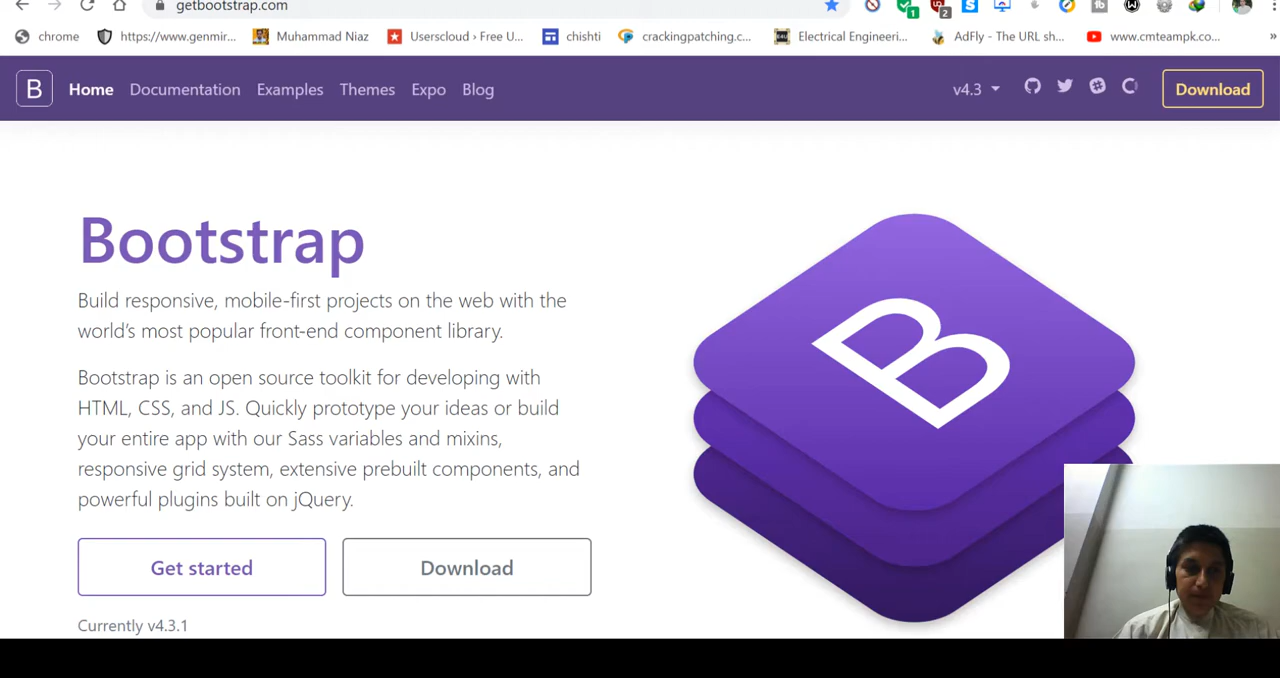 getbootstrap.com
chrome https://www.genmir... Muhammad Niaz Userscloud › Free U... chishti crackingpatching.c... Electrical Engineeri... AdFly - The URL sh... www.cmteampk.co... »
B Home Documentation Examples Themes Expo Blog v4.3 Download
Bootstrap
Build responsive, mobile-first projects on the web with the
world’s most popular front-end component library.
Bootstrap is an open source toolkit for developing with
HTML, CSS, and JS. Quickly prototype your ideas or build
your entire app with our Sass variables and mixins,
responsive grid system, extensive prebuilt components, and
powerful plugins built on jQuery.
Get started Download
Currently v4.3.1
B